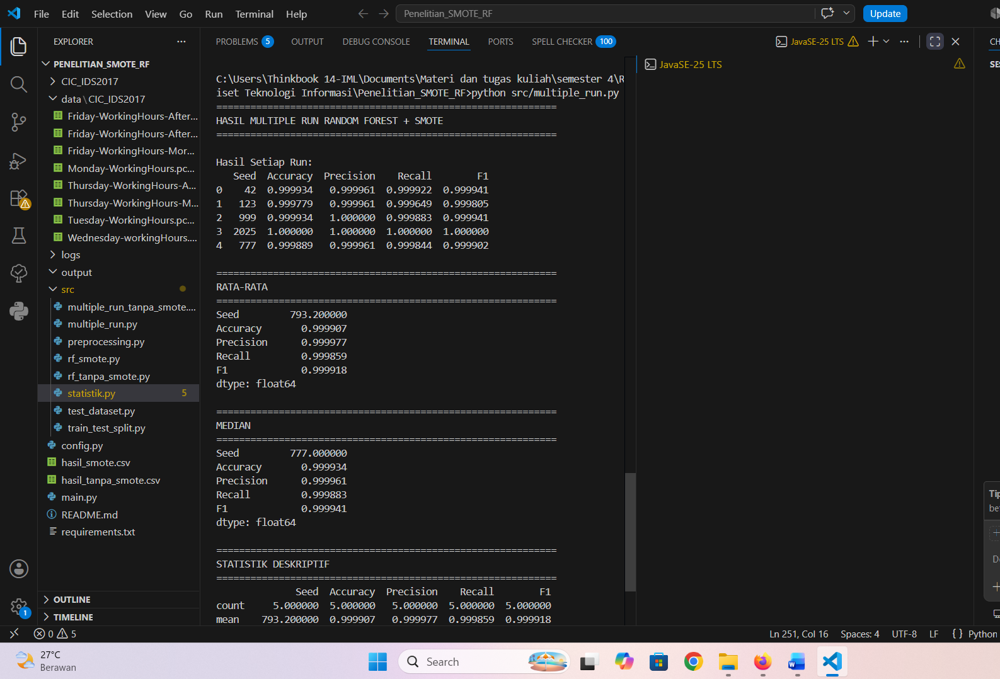 File Edit Selection View Go Run Terminal Help
Penelitian_SMOTE_RF
Update
EXPLORER
PENELITIAN_SMOTE_RF
CIC_IDS2017
data\CIC_IDS2017
Friday-WorkingHours-After...
Friday-WorkingHours-After...
Friday-WorkingHours-Mor...
Monday-WorkingHours.pc...
Thursday-WorkingHours-A...
Thursday-WorkingHours-M...
Tuesday-WorkingHours.pc...
Wednesday-workingHours....
logs
output
src
multiple_run_tanpa_smote....
multiple_run.py
preprocessing.py
rf_smote.py
rf_tanpa_smote.py
statistik.py 5
test_dataset.py
train_test_split.py
config.py
hasil_smote.csv
hasil_tanpa_smote.csv
main.py
README.md
requirements.txt
OUTLINE
TIMELINE
1
PROBLEMS 5 OUTPUT DEBUG CONSOLE TERMINAL PORTS SPELL CHECKER 100
JavaSE-25 LTS
C:\Users\Thinkbook 14-IML\Documents\Materi dan tugas kuliah\semester 4\R
iset Teknologi Informasi\Penelitian_SMOTE_RF>python src/multiple_run.py
============================================================
HASIL MULTIPLE RUN RANDOM FOREST + SMOTE
============================================================
Hasil Setiap Run:
Seed Accuracy Precision Recall F1
0 42 0.999934 0.999961 0.999922 0.999941
1 123 0.999779 0.999961 0.999649 0.999805
2 999 0.999934 1.000000 0.999883 0.999941
3 2025 1.000000 1.000000 1.000000 1.000000
4 777 0.999889 0.999961 0.999844 0.999902
============================================================
RATA-RATA
============================================================
Seed 793.200000
Accuracy 0.999907
Precision 0.999977
Recall 0.999859
F1 0.999918
dtype: float64
============================================================
MEDIAN
============================================================
Seed 777.000000
Accuracy 0.999934
Precision 0.999961
Recall 0.999883
F1 0.999941
dtype: float64
============================================================
STATISTIK DESKRIPTIF
============================================================
Seed Accuracy Precision Recall F1
count 5.000000 5.000000 5.000000 5.000000 5.000000
mean 793.200000 0.999907 0.999977 0.999859 0.999918
JavaSE-25 LTS
0 5
Ln 251, Col 16 Spaces: 4 UTF-8 LF { } Python
27°C
Berawan
Search